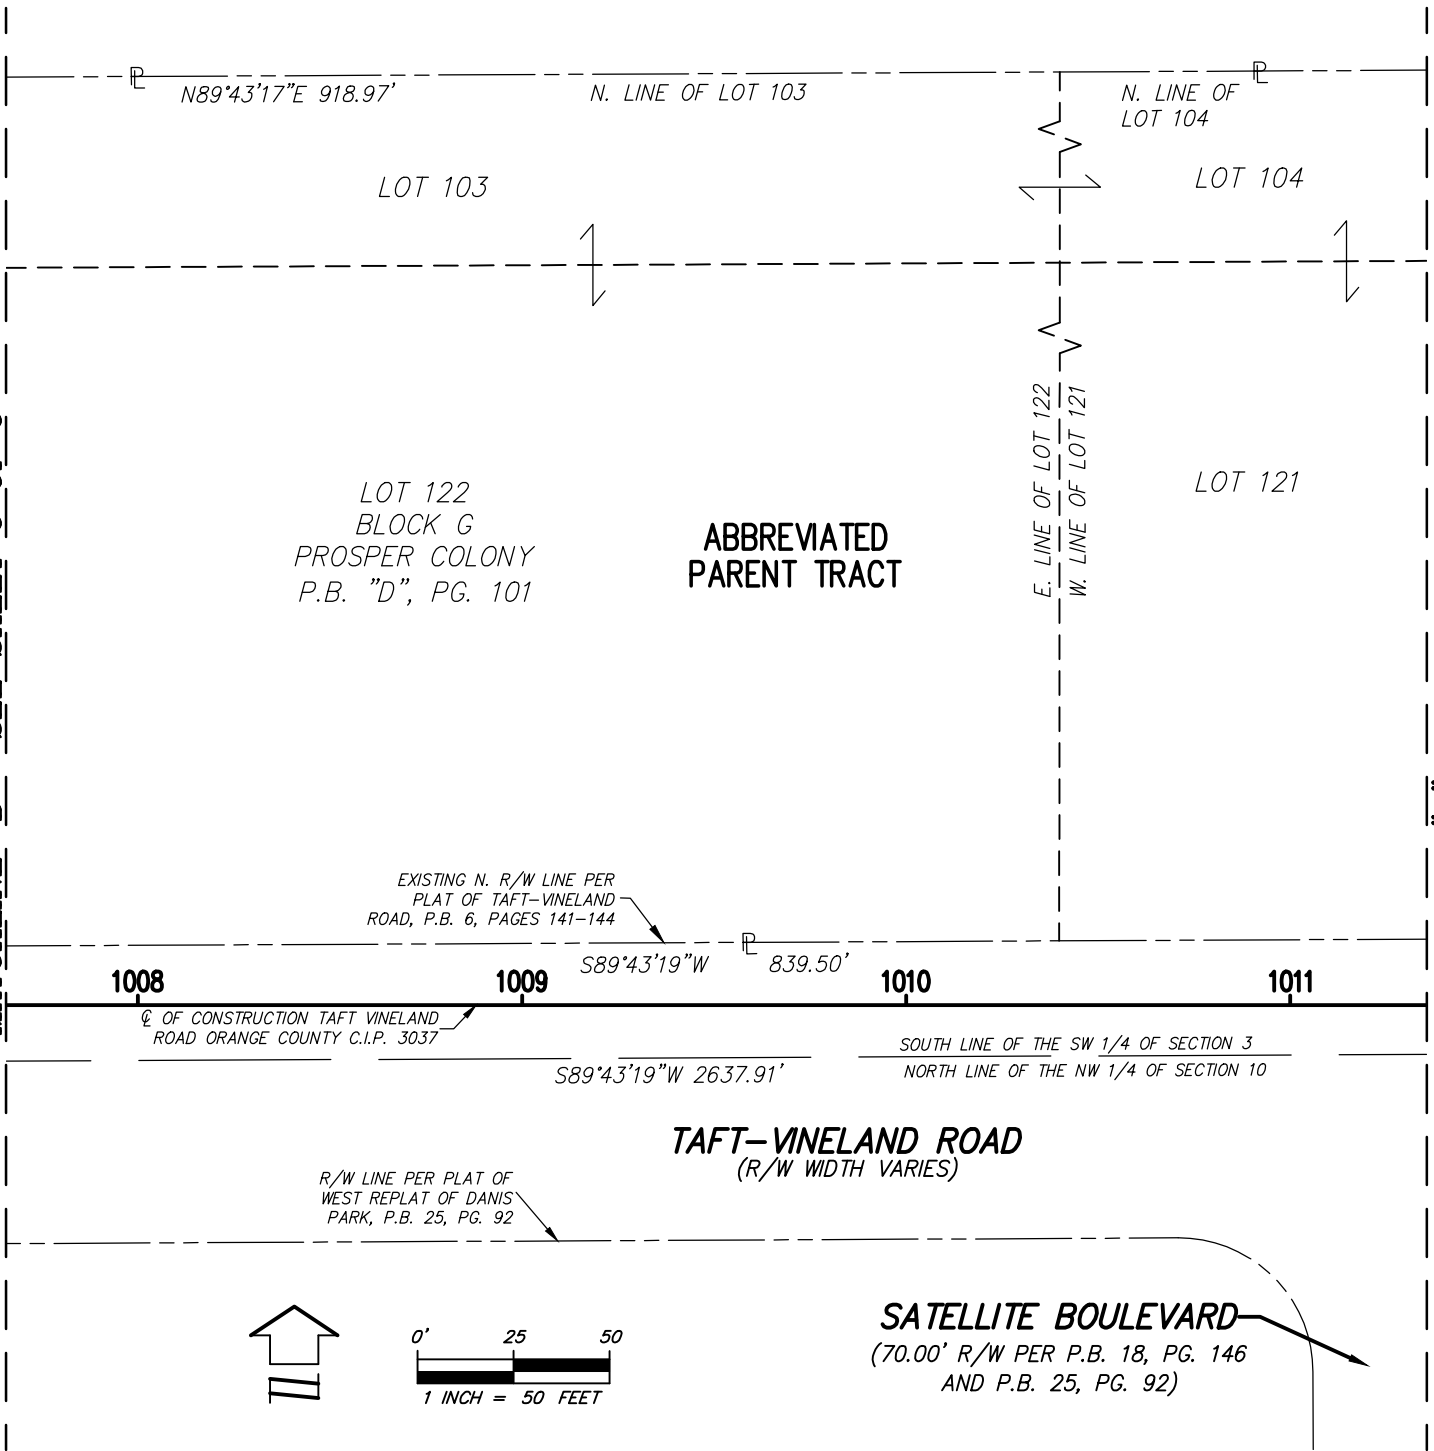 N89°43'17"E 918.97'
N. LINE OF LOT 103
N. LINE OF
LOT 104
LOT 103
LOT 104
E. LINE OF LOT 122
W. LINE OF LOT 121
LOT 122
BLOCK G
PROSPER COLONY
P.B. "D", PG. 101
ABBREVIATED
PARENT TRACT
LOT 121
EXISTING N. R/W LINE PER
PLAT OF TAFT-VINELAND
ROAD, P.B. 6, PAGES 141-144
S89°43'19"W 839.50'
1008 1009 1010 1011
℄ OF CONSTRUCTION TAFT VINELAND
ROAD ORANGE COUNTY C.I.P. 3037
SOUTH LINE OF THE SW 1/4 OF SECTION 3
S89°43'19"W 2637.91'
NORTH LINE OF THE NW 1/4 OF SECTION 10
TAFT-VINELAND ROAD
(R/W WIDTH VARIES)
R/W LINE PER PLAT OF
WEST REPLAT OF DANIS
PARK, P.B. 25, PG. 92
SATELLITE BOULEVARD
(70.00' R/W PER P.B. 18, PG. 146
AND P.B. 25, PG. 92)
0' 25 50
1 INCH = 50 FEET